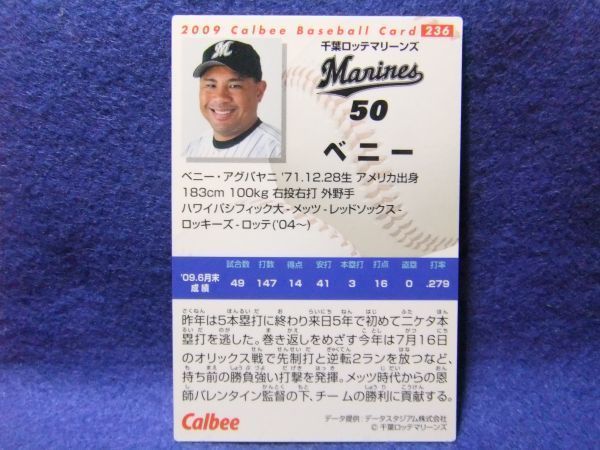 2009 Calbee Baseball Card 236
千葉ロッテマリーンズ
Marines
50
ベニー
ベニー・アグバヤニ '71.12.28生 アメリカ出身
183cm 100kg 右投右打 外野手
ハワイパシフィック大 - メッツ - レッドソックス -
ロッキーズ - ロッテ('04〜)
試合数 打数 得点 安打 本塁打 打点 盗塁 打率
'09.6月末成績 49 147 14 41 3 16 0 .279
昨年は5本塁打に終わり来日5年で初めて二ケタ本
塁打を逃した。巻き返しをめざす今年は7月16日
のオリックス戦で先制打と逆転2ランを放つなど、
持ち前の勝負強い打撃を発揮。メッツ時代からの恩
師バレンタイン監督の下、チームの勝利に貢献する。
Calbee
データ提供：データスタジアム株式会社
© 千葉ロッテマリーンズ